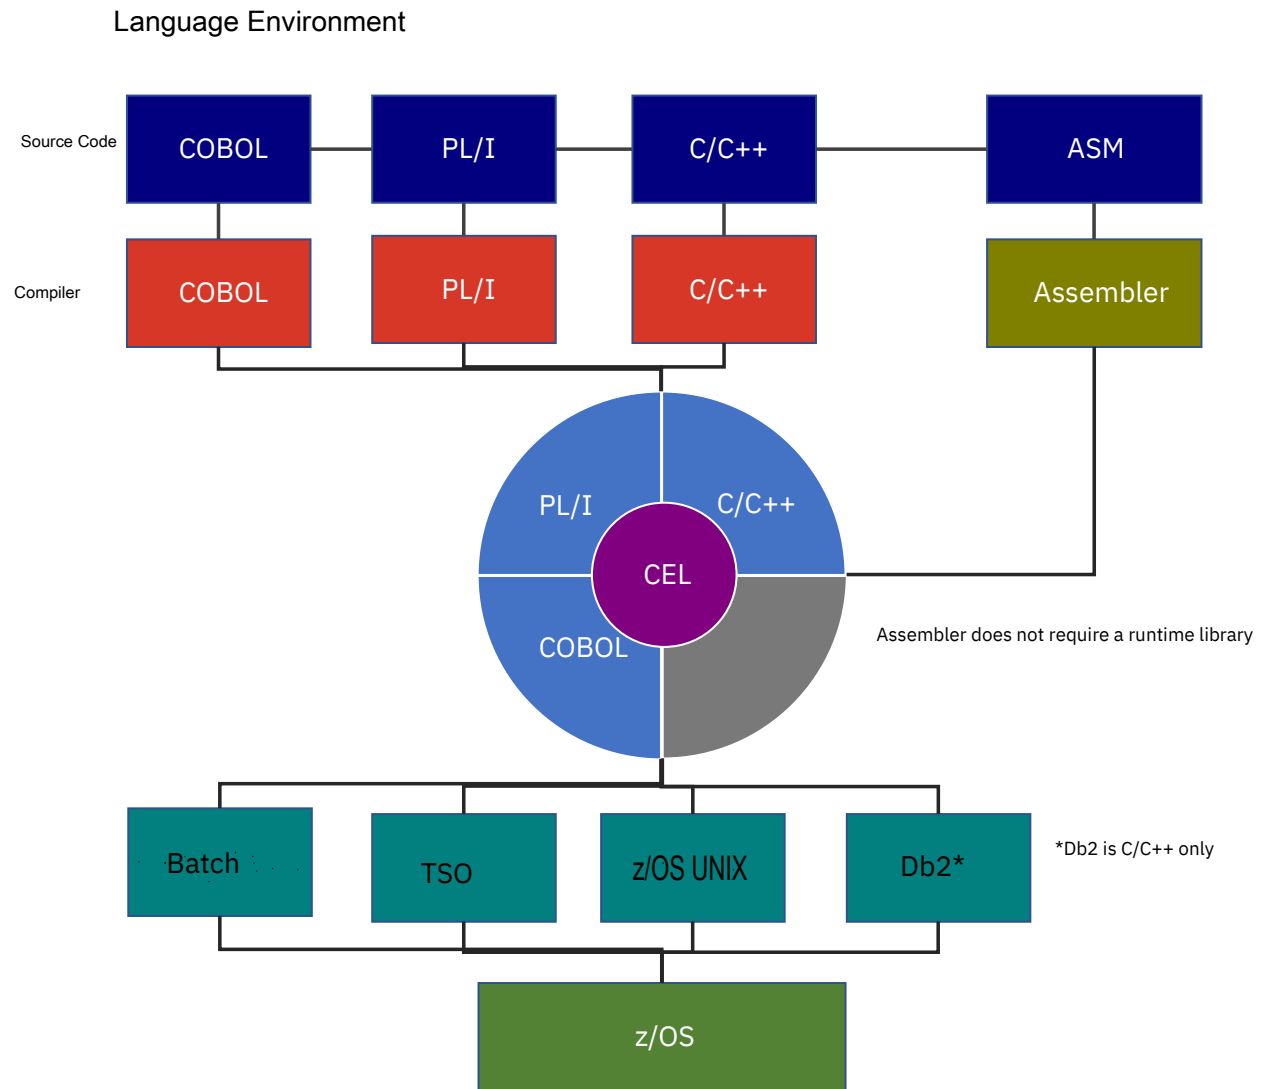 Language Environment
Source Code
COBOL
PL/I
C/C++
ASM
Compiler
COBOL
PL/I
C/C++
Assembler
PL/I
C/C++
CEL
COBOL
Assembler does not require a runtime library
Batch
TSO
z/OS UNIX
Db2*
*Db2 is C/C++ only
z/OS